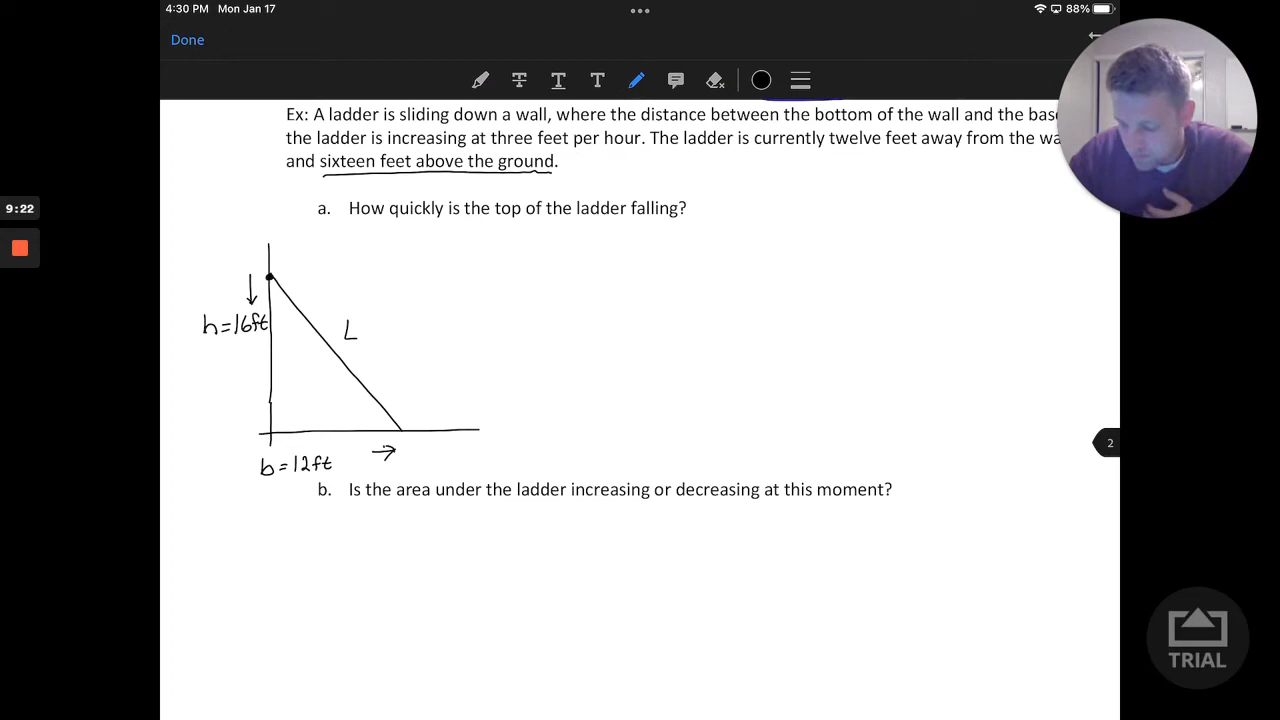 4:30 PM Mon Jan 17
88%
Done
Ex: A ladder is sliding down a wall, where the distance between the bottom of the wall and the bas
the ladder is increasing at three feet per hour. The ladder is currently twelve feet away from the wa
and sixteen feet above the ground.
9:22
a. How quickly is the top of the ladder falling?
h=16ft
L
2
b=12ft
b. Is the area under the ladder increasing or decreasing at this moment?
TRIAL